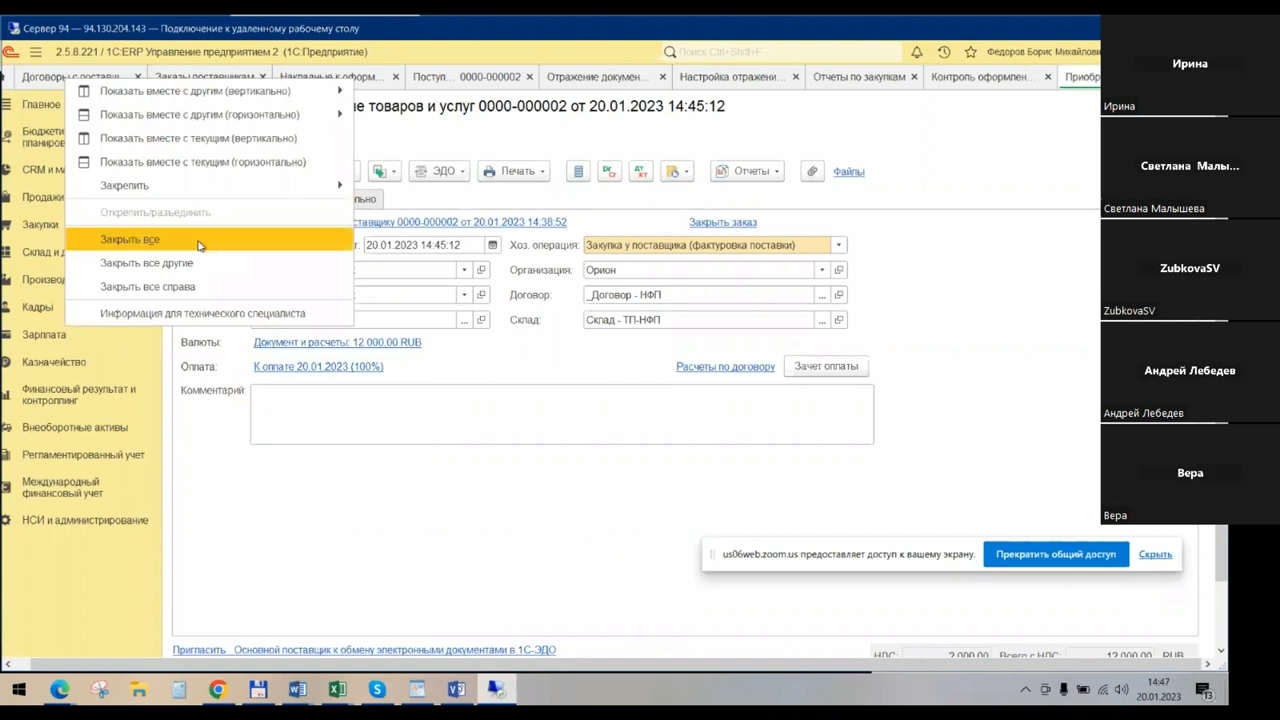 Сервер 94 — 94.130.204.143 — Подключение к удаленному рабочему столу
2.5.8.221 / 1С:ERP Управление предприятием 2 (1С:Предприятие)
Поиск Ctrl+Shift+F
Федоров Борис Михайлович
Договоры с поставщ...
Заказы поставщикам
Накладные к оформ...
Поступ... 0000-000002
Отражение докумен...
Настройка отражени...
Отчеты по закупкам
Контроль оформлен...
Приобр
Главное
планиров
Продажи
Закупки
Кадры
Зарплата
Казначейство
Финансовый результат и
контроллинг
Внеоборотные активы
Регламентированный учет
Международный
финансовый учет
НСИ и администрирование
Показать вместе с другим (вертикально)
Показать вместе с другим (горизонтально)
Показать вместе с текущим (вертикально)
Показать вместе с текущим (горизонтально)
Закрепить
Открепить/разъединить
Закрыть все
Закрыть все другие
Закрыть все справа
Информация для технического специалиста
товаров и услуг 0000-000002 от 20.01.2023 14:45:12
ЭДО
Печать
Дт Кт
Отчеты
Файлы
0000-000002 от 20.01.2023 14:38:52
Закрыть заказ
20.01.2023 14:45:12
Хоз. операция: Закупка у поставщика (фактуровка поставки)
Организация: Орион
Договор: _Договор - НФП
Склад: Склад - ТП-НФП
Валюты: Документ и расчеты: 12 000,00 RUB
Оплата: К оплате 20.01.2023 (100%)
Расчеты по договору
Зачет оплаты
Комментарий:
us06web.zoom.us предоставляет доступ к вашему экрану.
Прекратить общий доступ
Скрыть
Пригласить Основной поставщик к обмену электронными документами в 1С-ЭДО
НДС: 2 000,00 Всего с НДС: 12 000,00 RUB
Ирина
Ирина
Светлана Малы...
Светлана Малышева
ZubkovaSV
ZubkovaSV
Андрей Лебедев
Андрей Лебедев
Вера
Вера
14:47
20.01.2023
13